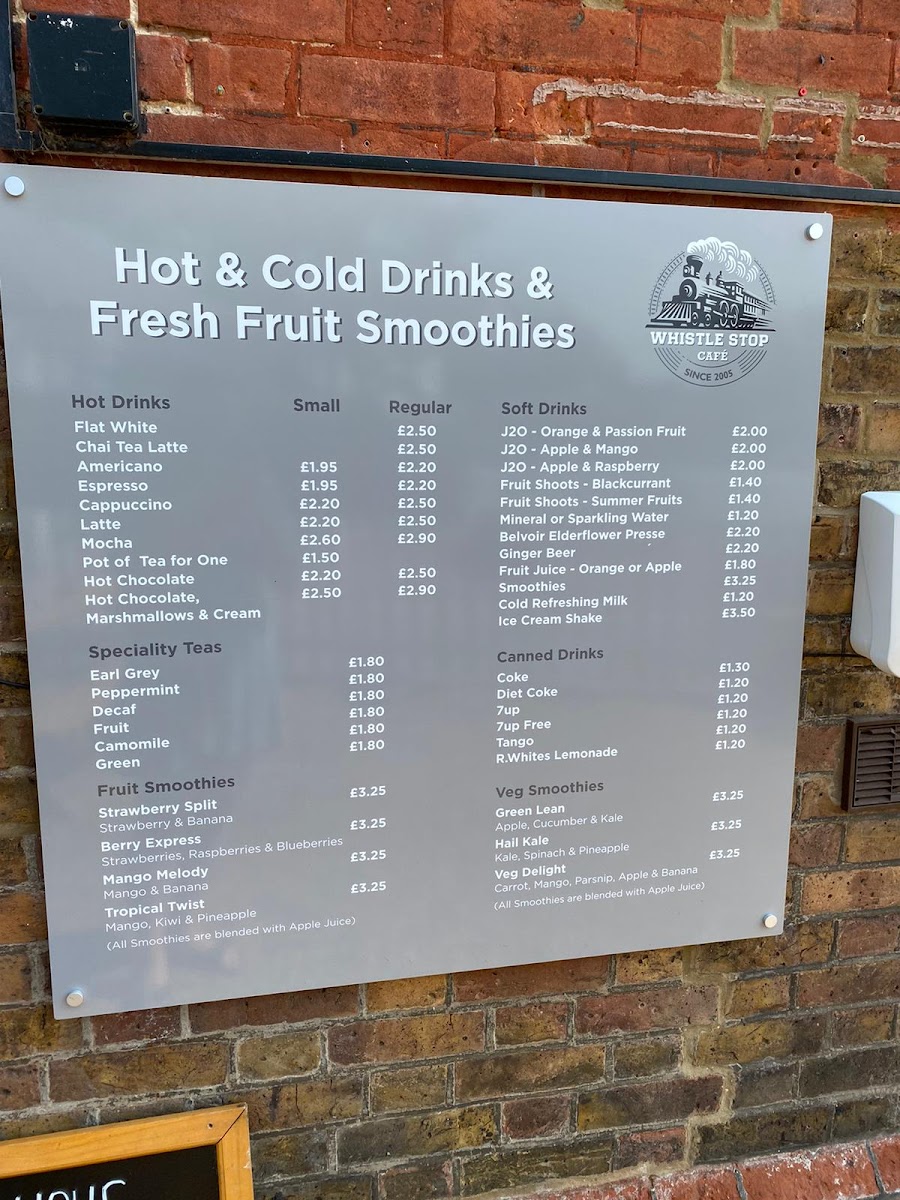 Hot & Cold Drinks &
Fresh Fruit Smoothies
WHISTLE STOP
CAFÉ
SINCE 2005
Hot Drinks Small Regular
Flat White £2.50
Chai Tea Latte £2.50
Americano £1.95 £2.20
Espresso £1.95 £2.20
Cappuccino £2.20 £2.50
Latte £2.20 £2.50
Mocha £2.60 £2.90
Pot of Tea for One £1.50
Hot Chocolate £2.20 £2.50
Hot Chocolate, £2.50 £2.90
Marshmallows & Cream
Speciality Teas
Earl Grey £1.80
Peppermint £1.80
Decaf £1.80
Fruit £1.80
Camomile £1.80
Green £1.80
Fruit Smoothies
Strawberry Split £3.25
Strawberry & Banana
Berry Express £3.25
Strawberries, Raspberries & Blueberries
Mango Melody £3.25
Mango & Banana
Tropical Twist £3.25
Mango, Kiwi & Pineapple
(All Smoothies are blended with Apple Juice)
Soft Drinks
J2O - Orange & Passion Fruit £2.00
J2O - Apple & Mango £2.00
J2O - Apple & Raspberry £2.00
Fruit Shoots - Blackcurrant £1.40
Fruit Shoots - Summer Fruits £1.40
Mineral or Sparkling Water £1.20
Belvoir Elderflower Presse £2.20
Ginger Beer £2.20
Fruit Juice - Orange or Apple £1.80
Smoothies £3.25
Cold Refreshing Milk £1.20
Ice Cream Shake £3.50
Canned Drinks
Coke £1.30
Diet Coke £1.20
7up £1.20
7up Free £1.20
Tango £1.20
R.Whites Lemonade £1.20
Veg Smoothies
Green Lean £3.25
Apple, Cucumber & Kale
Hail Kale £3.25
Kale, Spinach & Pineapple
Veg Delight £3.25
Carrot, Mango, Parsnip, Apple & Banana
(All Smoothies are blended with Apple Juice)